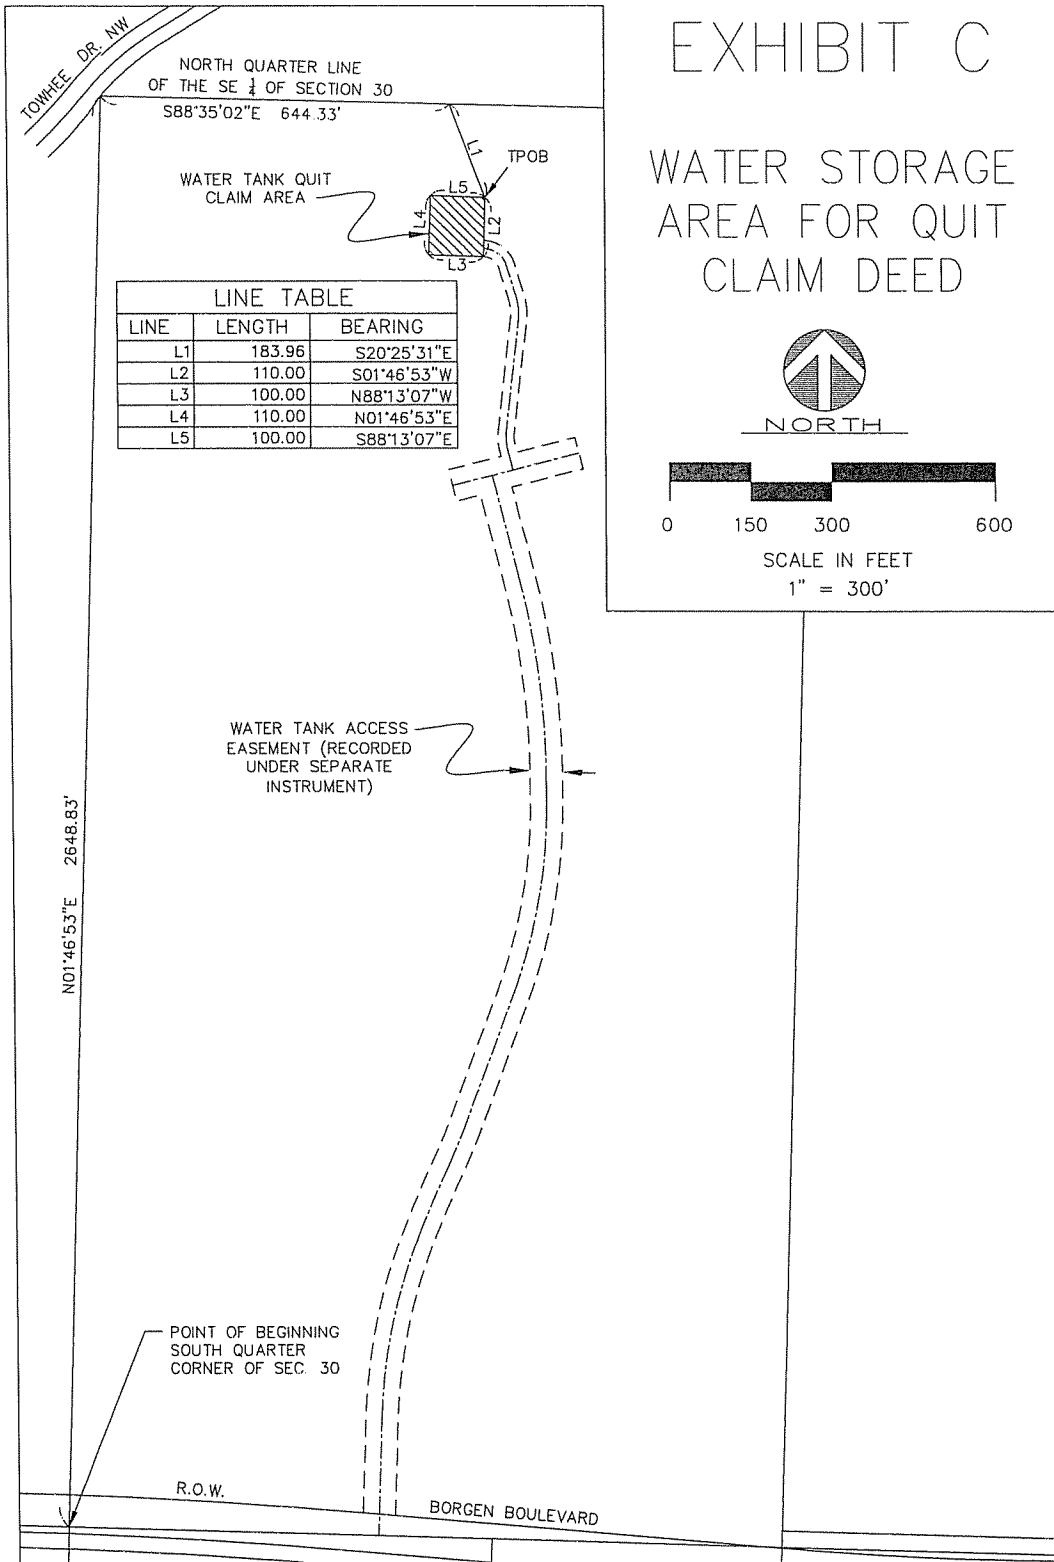 EXHIBIT C
WATER STORAGE
AREA FOR QUIT
CLAIM DEED
NORTH
0 150 300 600
SCALE IN FEET
1" = 300'
TOWHEE DR. NW
NORTH QUARTER LINE
OF THE SE 1/4 OF SECTION 30
S88°35'02"E 644.33'
L1
TPOB
WATER TANK QUIT
CLAIM AREA
L5
L4
L2
L3
LINE TABLE
LINE LENGTH BEARING
L1 183.96 S20°25'31"E
L2 110.00 S01°46'53"W
L3 100.00 N88°13'07"W
L4 110.00 N01°46'53"E
L5 100.00 S88°13'07"E
WATER TANK ACCESS
EASEMENT (RECORDED
UNDER SEPARATE
INSTRUMENT)
N01°46'53"E 2648.83'
POINT OF BEGINNING
SOUTH QUARTER
CORNER OF SEC. 30
R.O.W.
BORGEN BOULEVARD